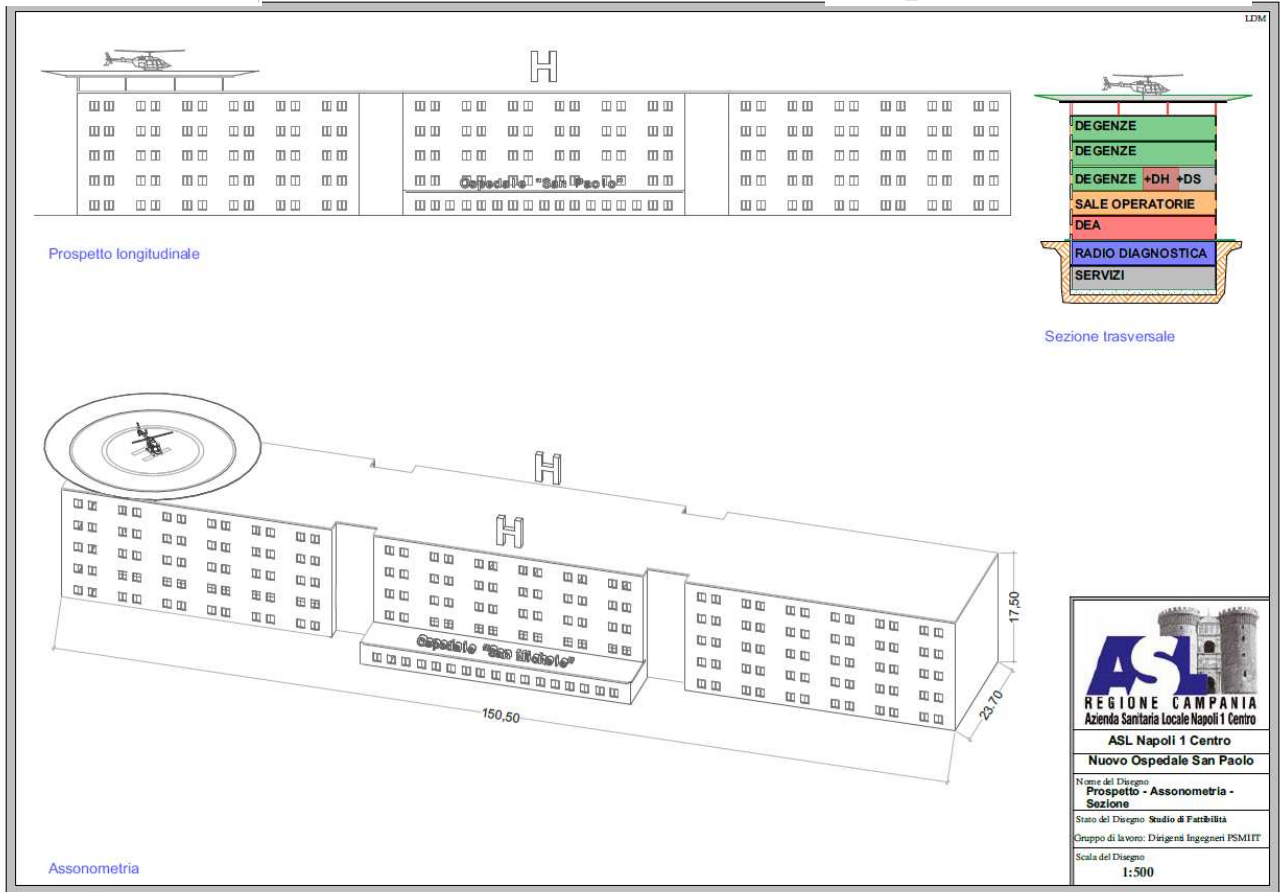 LDM
H
Ospedale "San Paolo"
Prospetto longitudinale
DEGENZE
DEGENZE
DEGENZE +DH +DS
SALE OPERATORIE
DEA
RADIO DIAGNOSTICA
SERVIZI
Sezione trasversale
H
H
Ospedale "San Michele"
17,50
23.70
150,50
Assonometria
ASL
REGIONE CAMPANIA
Azienda Sanitaria Locale Napoli 1 Centro
ASL Napoli 1 Centro
Nuovo Ospedale San Paolo
Nome del Disegno
Prospetto - Assonometria -
Sezione
Stato del Disegno Studio di Fattibilità
Gruppo di lavoro: Dirigenti Ingegneri PSMIIT
Scala del Disegno
1:500